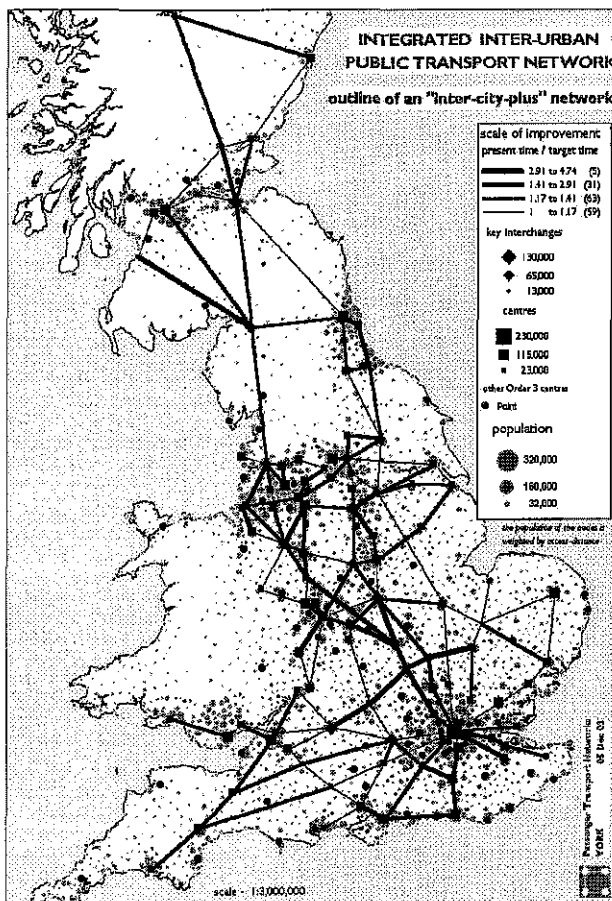 INTEGRATED INTER-URBAN
PUBLIC TRANSPORT NETWORK
outline of an "inter-city-plus" network
scale of improvement
present time / target time
2.91 to 4.74 (5)
1.41 to 2.91 (31)
1.17 to 1.41 (63)
1 to 1.17 (59)
key interchanges
130,000
65,000
13,000
centres
230,000
115,000
23,000
other Order 3 centres
Point
population
320,000
160,000
32,000
the population of the nodes is
weighted by access-distance
Passenger Transport Networks
YORK 05 Dec 03
scale - 1:3,000,000